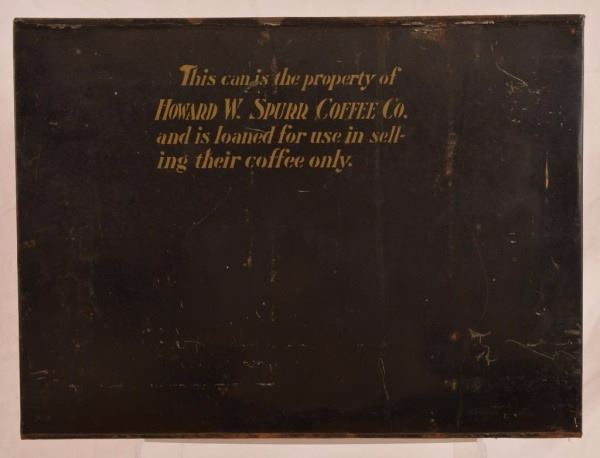 This can is the property of
HOWARD W. SPURR COFFEE CO.
and is loaned for use in sell-
ing their coffee only.